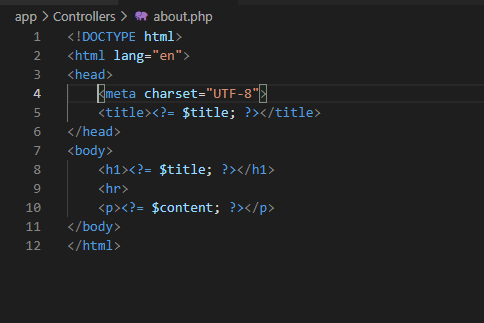 app > Controllers > about.php
1 <!DOCTYPE html>
2 <html lang="en">
3 <head>
4     <meta charset="UTF-8">
5     <title><?= $title; ?></title>
6 </head>
7 <body>
8     <h1><?= $title; ?></h1>
9     <hr>
10     <p><?= $content; ?></p>
11 </body>
12 </html>